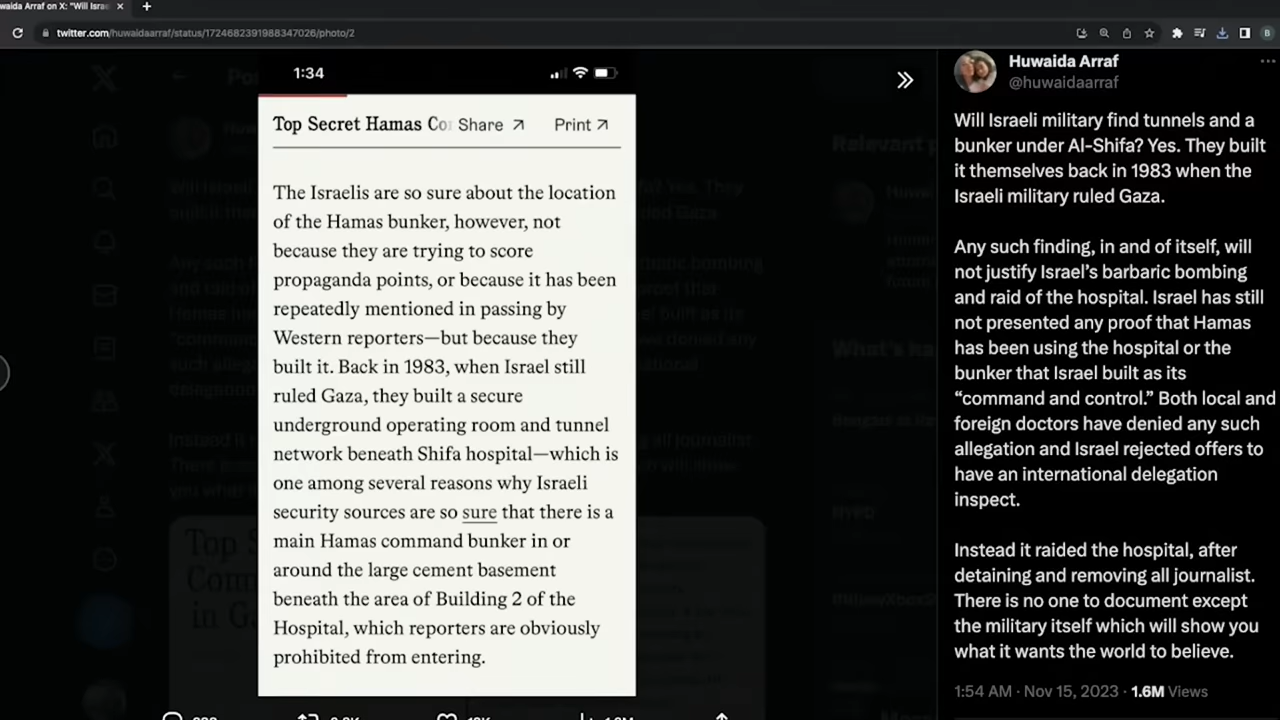 waida Arraf on X: "Will Israe
twitter.com/huwaidaarraf/status/1724682391988347026/photo/2
1:34
Top Secret Hamas Co
Share
Print
The Israelis are so sure about the location
of the Hamas bunker, however, not
because they are trying to score
propaganda points, or because it has been
repeatedly mentioned in passing by
Western reporters—but because they
built it. Back in 1983, when Israel still
ruled Gaza, they built a secure
underground operating room and tunnel
network beneath Shifa hospital—which is
one among several reasons why Israeli
security sources are so sure that there is a
main Hamas command bunker in or
around the large cement basement
beneath the area of Building 2 of the
Hospital, which reporters are obviously
prohibited from entering.
Huwaida Arraf
@huwaidaarraf
Will Israeli military find tunnels and a
bunker under Al-Shifa? Yes. They built
it themselves back in 1983 when the
Israeli military ruled Gaza.
Any such finding, in and of itself, will
not justify Israel's barbaric bombing
and raid of the hospital. Israel has still
not presented any proof that Hamas
has been using the hospital or the
bunker that Israel built as its
“command and control.” Both local and
foreign doctors have denied any such
allegation and Israel rejected offers to
have an international delegation
inspect.
Instead it raided the hospital, after
detaining and removing all journalist.
There is no one to document except
the military itself which will show you
what it wants the world to believe.
1:54 AM · Nov 15, 2023 · 1.6M Views